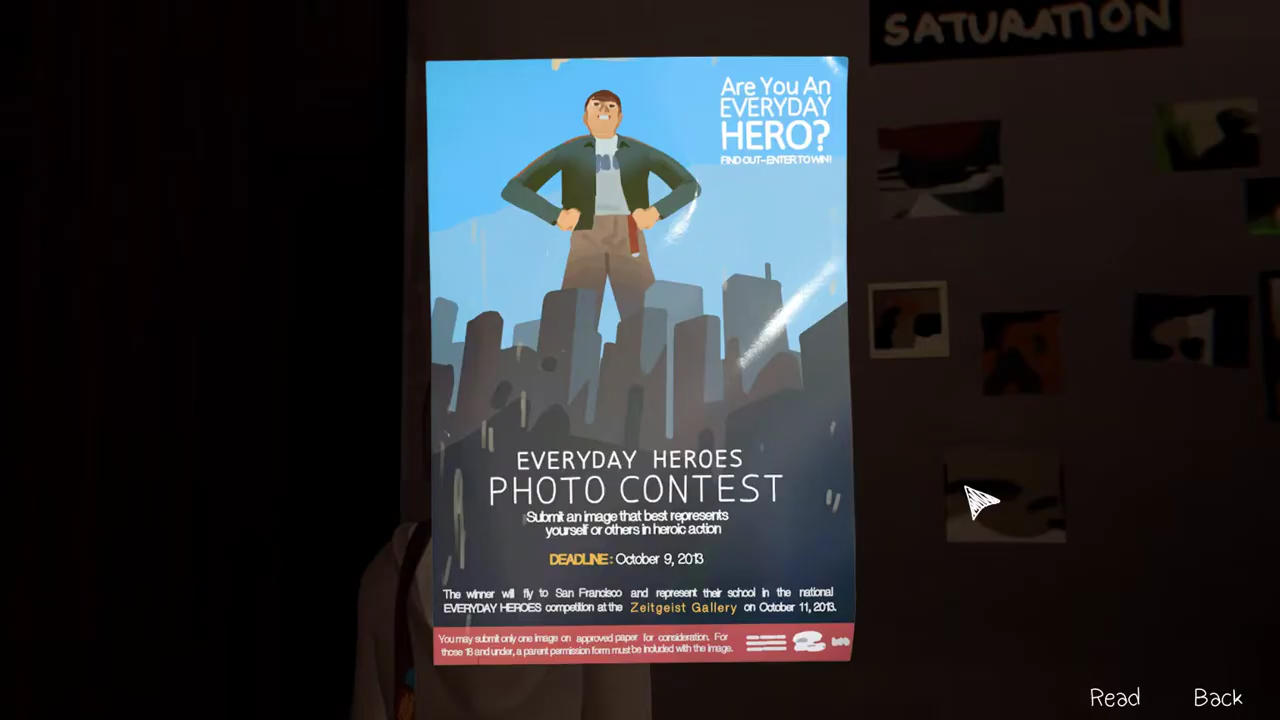 SATURATION
Are You An
EVERYDAY
HERO?
FIND OUT-ENTER TO WIN!
EVERYDAY HEROES
PHOTO CONTEST
Submit an image that best represents
yourself or others in heroic action
DEADLINE: October 9, 2013
The winner will fly to San Francisco and represent their school in the national
EVERYDAY HEROES competition at the Zeitgeist Gallery on October 11, 2013.
You may submit only one image on approved paper for consideration. For
those 18 and under, a parent permission form must be included with the image.
Read Back